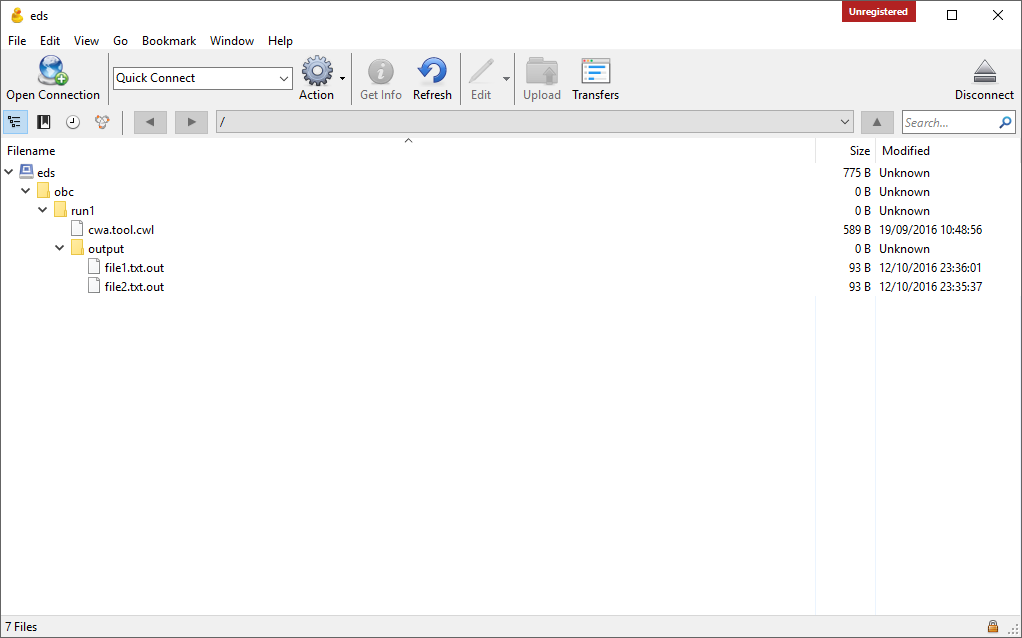 eds
Unregistered
File Edit View Go Bookmark Window Help
Open Connection
Quick Connect
Action
Get Info
Refresh
Edit
Upload
Transfers
Disconnect
/
Search...
Filename Size Modified
eds 775 B Unknown
obc 0 B Unknown
run1 0 B Unknown
cwa.tool.cwl 589 B 19/09/2016 10:48:56
output 0 B Unknown
file1.txt.out 93 B 12/10/2016 23:36:01
file2.txt.out 93 B 12/10/2016 23:35:37
7 Files